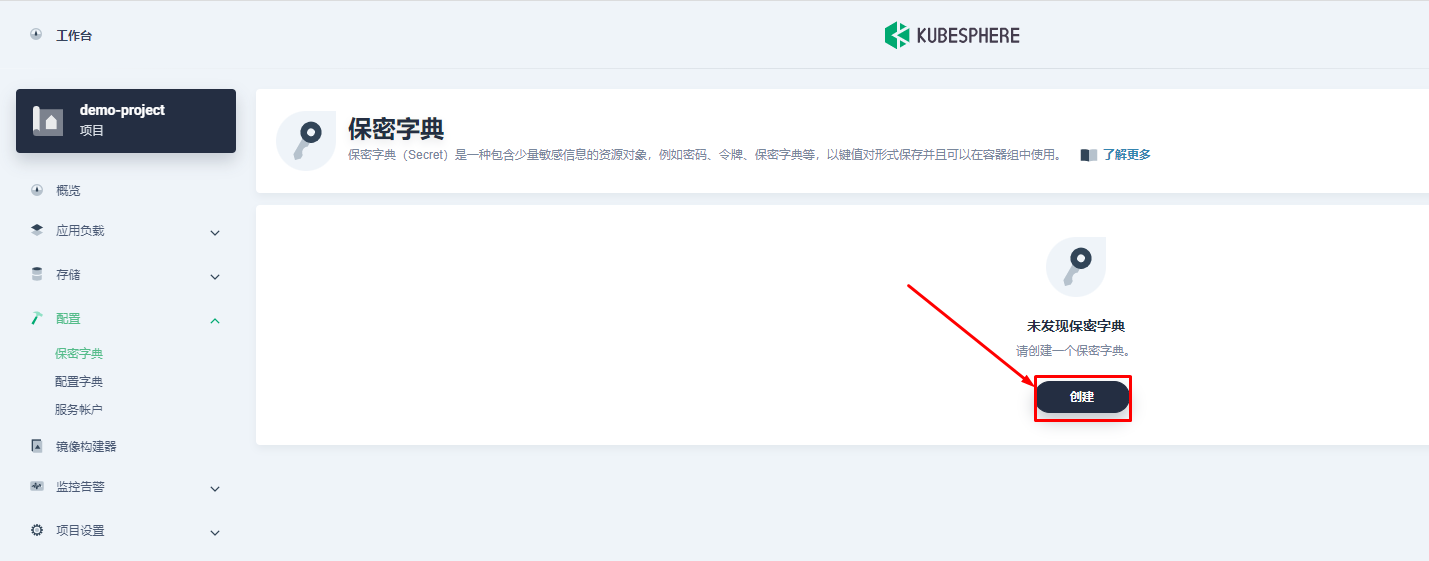 工作台
KUBESPHERE
demo-project
项目
概览
应用负载
存储
配置
保密字典
配置字典
服务帐户
镜像构建器
监控告警
项目设置
保密字典
保密字典（Secret）是一种包含少量敏感信息的资源对象，例如密码、令牌、保密字典等，以键值对形式保存并且可以在容器组中使用。 了解更多
未发现保密字典
请创建一个保密字典。
创建